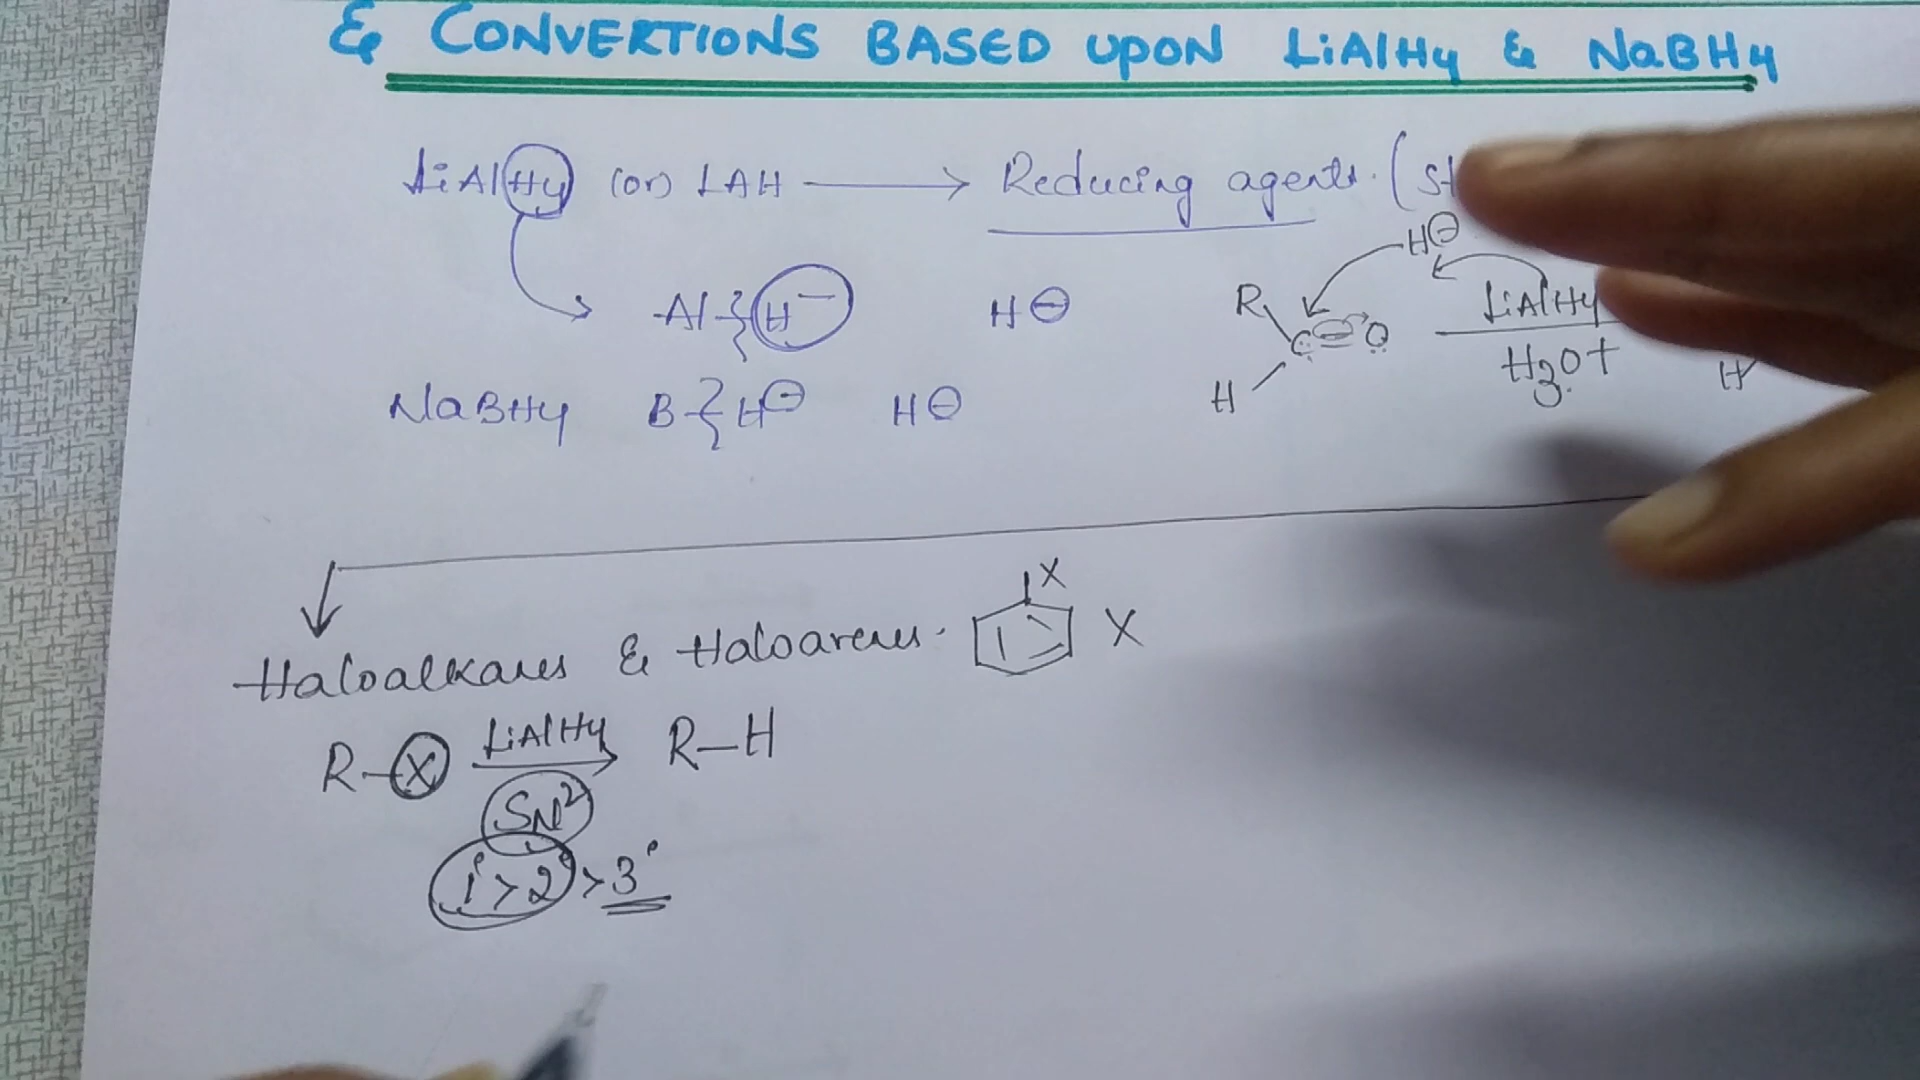 & CONVERTIONS BASED UPON LiAlH4 & NaBH4
LiAlH4 (or) LAH → Reducing agents. (st
Al-H− H⊖
NaBH4 B-H⊖ H⊖
H⊖
R
C=O
H
LiAlH4
H3O+
H
Haloalkanes & Haloarenes. X X
R-X LiAlH4 → R-H
SN2
1°>2°>3°